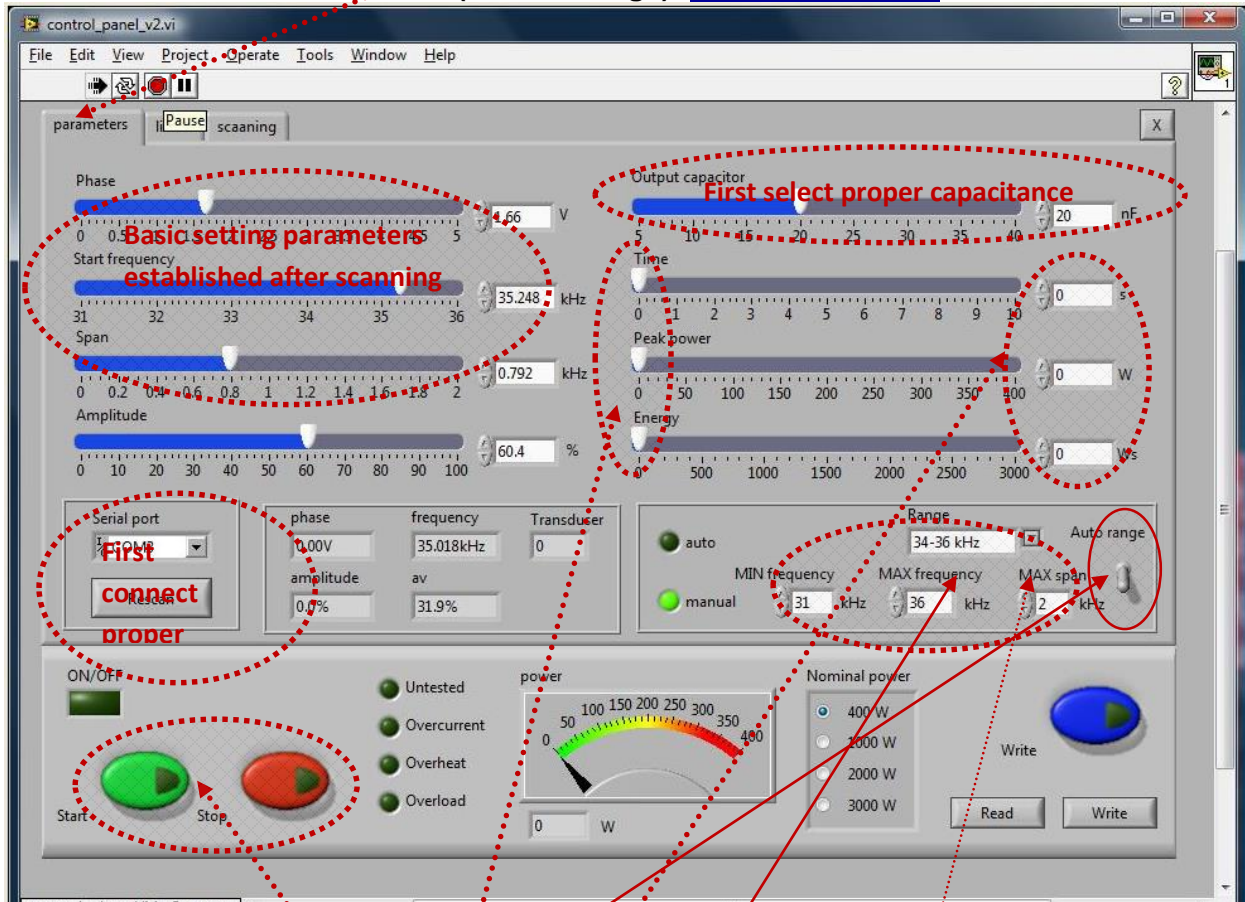 control_panel_v2.vi
File Edit View Project Operate Tools Window Help
Pause
parameters scaaning X
Phase
1.66 V
0 0.5 5
Basic setting parameters
established after scanning
Start frequency
35.248 kHz
31 32 33 34 35 36
Span
0.792 kHz
0 0.2 0.4 0.6 0.8 1 1.2 1.4 1.6 1.8 2
Amplitude
60.4 %
0 10 20 30 40 50 60 70 80 90 100
Output capacitor
First select proper capacitance
20 nF
5 10 15 20 25 30 35 40
Time
0 s
0 1 2 3 4 5 6 7 8 9 10
Peak power
0 W
0 50 100 150 200 250 300 350 400
Energy
0 Ws
0 500 1000 1500 2000 2500 3000
Serial port
First
connect
proper
Rescan
phase frequency Transduser
0.00V 35.018kHz 0
amplitude av
0.0% 31.9%
auto
manual
Range
34-36 kHz
Auto range
MIN frequency MAX frequency MAX span
31 kHz 36 kHz 2 kHz
ON/OFF
Start Stop
Untested
Overcurrent
Overheat
Overload
power
0 50 100 150 200 250 300 350 400
0 W
Nominal power
400 W
1000 W
2000 W
3000 W
Write
Read Write